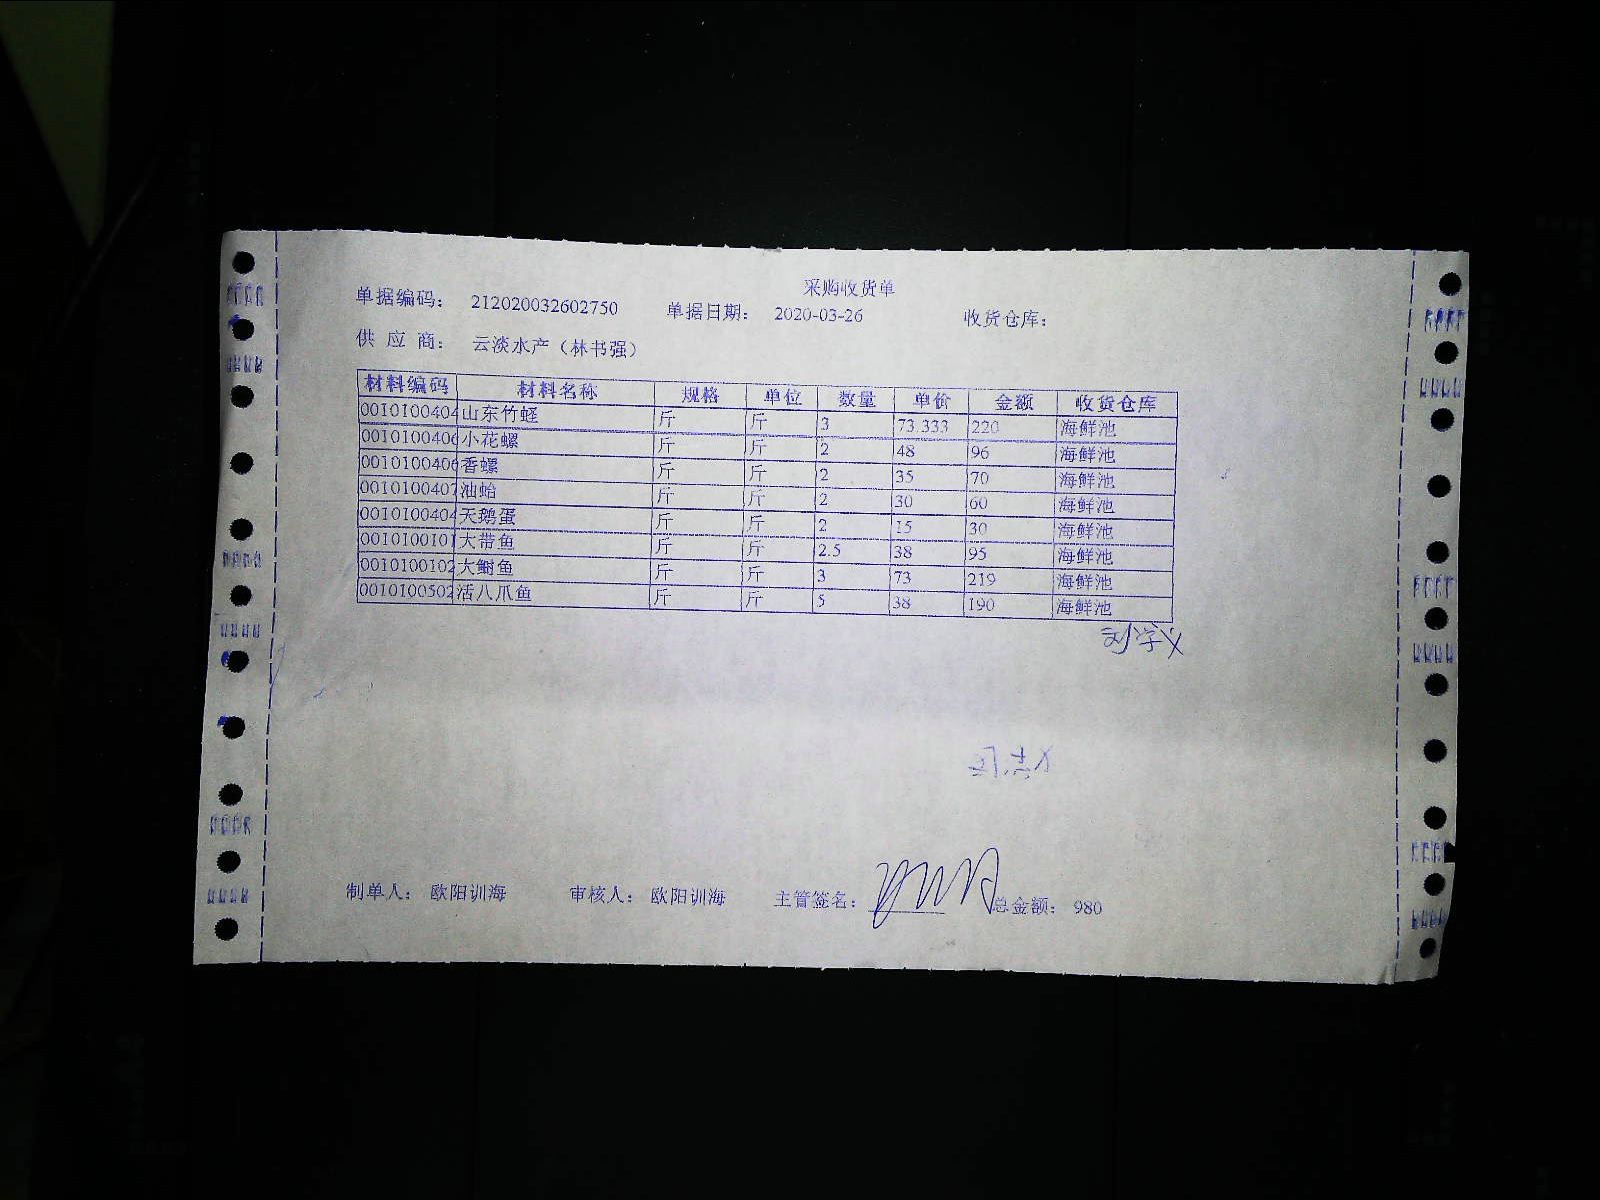 采购收货单
单据编码： 212020032602750 单据日期： 2020-03-26 收货仓库：
供 应 商： 云淡水产（林书强）
材料编码 材料名称 规格 单位 数量 单价 金额 收货仓库
0010100404 山东竹蛏 斤 斤 3 73.333 220 海鲜池
0010100406 小花螺 斤 斤 2 48 96 海鲜池
0010100406 香螺 斤 斤 2 35 70 海鲜池
0010100407 油蛤 斤 斤 2 30 60 海鲜池
0010100404 天鹅蛋 斤 斤 2 15 30 海鲜池
0010100101 大带鱼 斤 斤 2.5 38 95 海鲜池
0010100102 大鲥鱼 斤 斤 3 73 219 海鲜池
0010100502 活八爪鱼 斤 斤 5 38 190 海鲜池
制单人： 欧阳训海 审核人： 欧阳训海 主管签名： 总金额： 980